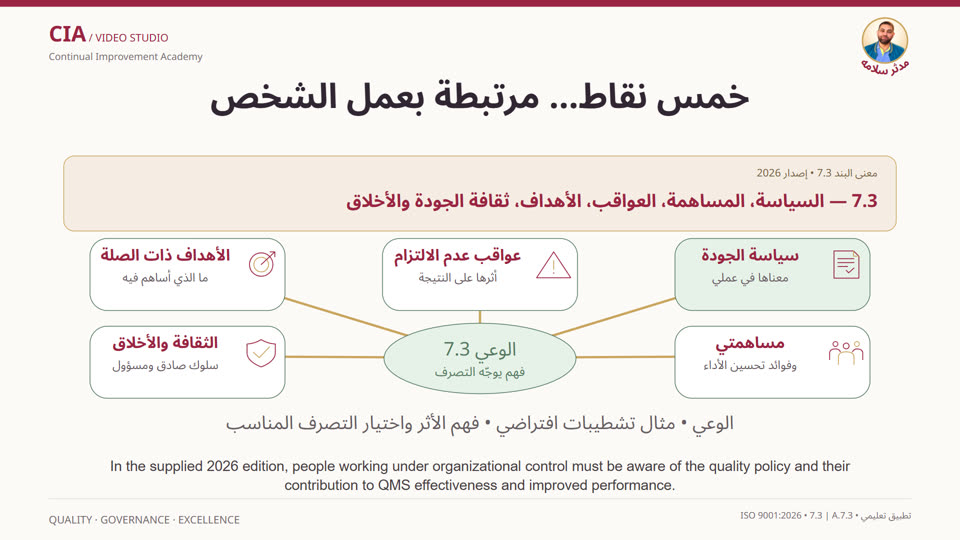 CIA / VIDEO STUDIO
Continual Improvement Academy
مدثر سلامه
خمس نقاط... مرتبطة بعمل الشخص
معنى البند 7.3 • إصدار 2026
7.3 — السياسة، المساهمة، العواقب، الأهداف، ثقافة الجودة والأخلاق
سياسة الجودة
معناها في عملي
عواقب عدم الالتزام
أثرها على النتيجة
الأهداف ذات الصلة
ما الذي أساهم فيه
مساهمتي
وفوائد تحسين الأداء
الوعي 7.3
فهم يوجّه التصرف
الثقافة والأخلاق
سلوك صادق ومسؤول
الوعي • مثال تشطيبات افتراضي • فهم الأثر واختيار التصرف المناسب
In the supplied 2026 edition, people working under organizational control must be aware of the quality policy and their
contribution to QMS effectiveness and improved performance.
QUALITY · GOVERNANCE · EXCELLENCE
تطبيق تعليمي • ISO 9001:2026 • 7.3 | A.7.3